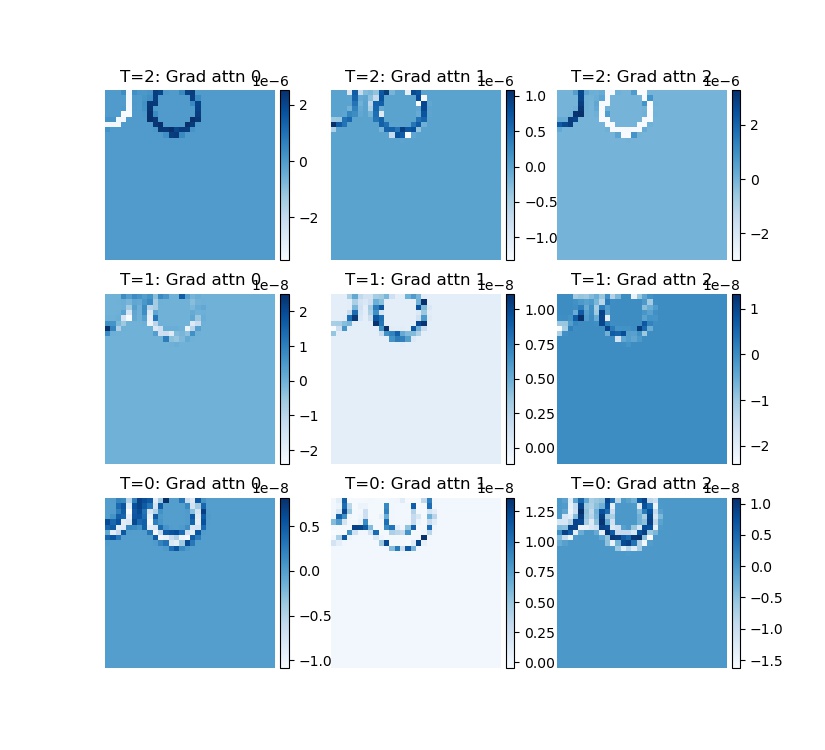 T=2: Grad attn 0
1e−6
T=2: Grad attn 1
1e−6
T=2: Grad attn 2
1e−6
2
0
−2
1.0
0.5
0.0
−0.5
−1.0
2
0
−2
T=1: Grad attn 0
1e−8
T=1: Grad attn 1
1e−8
T=1: Grad attn 2
1e−8
2
1
0
−1
−2
1.00
0.75
0.50
0.25
0.00
1
0
−1
−2
T=0: Grad attn 0
1e−8
T=0: Grad attn 1
1e−8
T=0: Grad attn 2
1e−8
0.5
0.0
−0.5
−1.0
1.25
1.00
0.75
0.50
0.25
0.00
1.0
0.5
0.0
−0.5
−1.0
−1.5